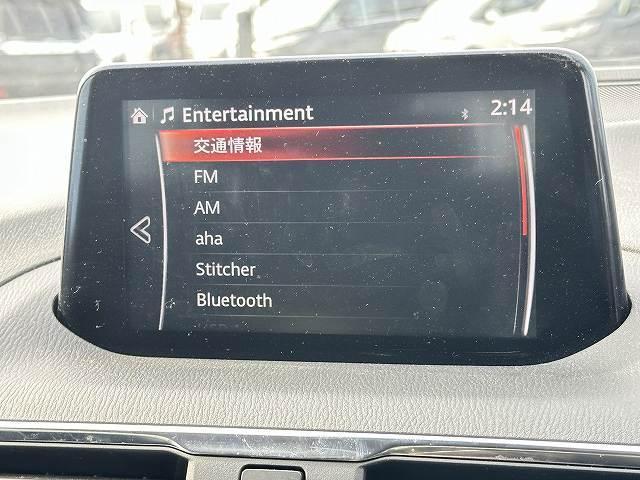 Entertainment 2:14
交通情報
FM
AM
aha
Stitcher
Bluetooth